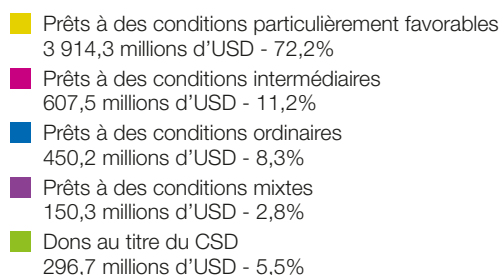 Prêts à des conditions particulièrement favorables
3 914,3 millions d’USD - 72,2%
Prêts à des conditions intermédiaires
607,5 millions d’USD - 11,2%
Prêts à des conditions ordinaires
450,2 millions d’USD - 8,3%
Prêts à des conditions mixtes
150,3 millions d’USD - 2,8%
Dons au titre du CSD
296,7 millions d’USD - 5,5%